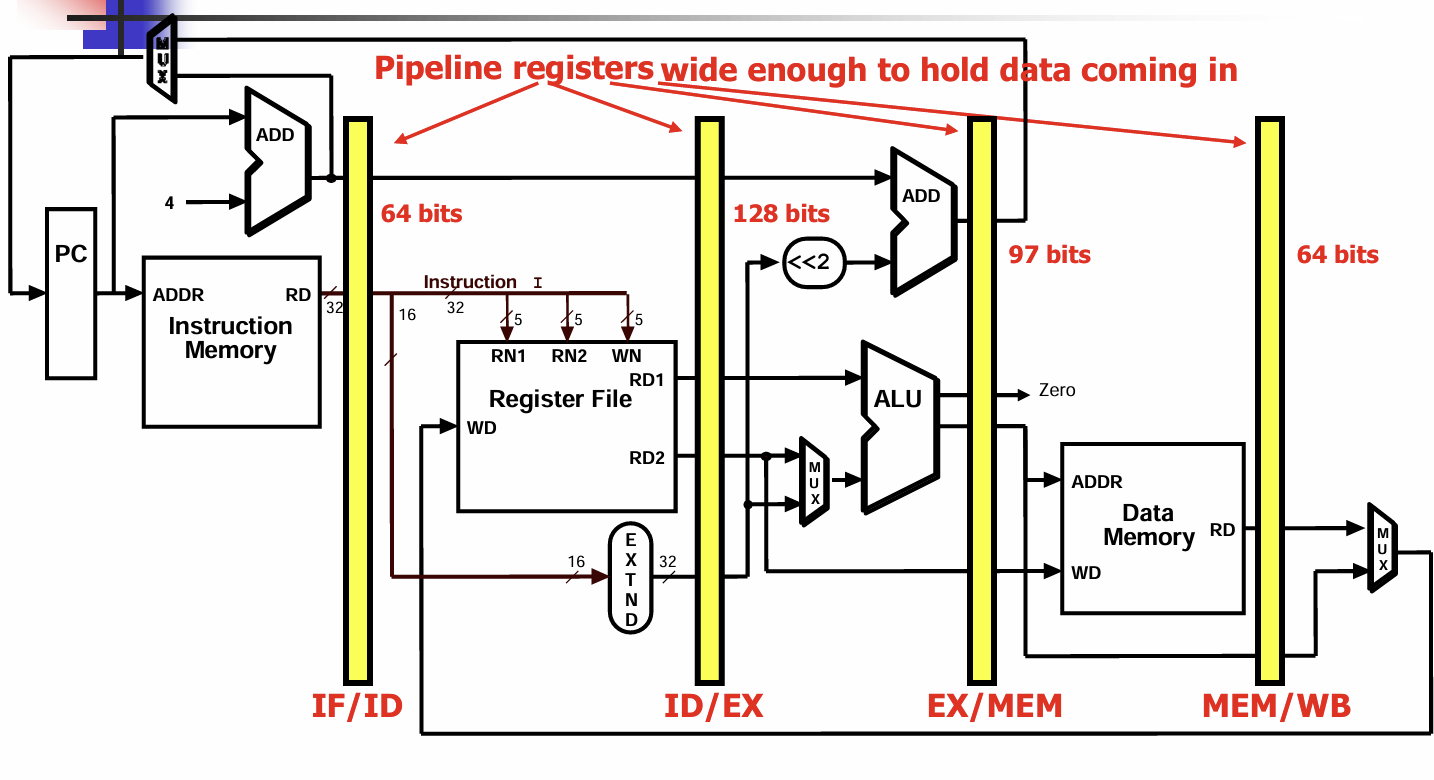 Pipeline registers wide enough to hold data coming in
MUX
ADD
4
64 bits
128 bits
ADD
PC
<<2
97 bits
64 bits
Instruction I
ADDR
RD
32
16
32
5
5
5
Instruction
Memory
RN1 RN2 WN
RD1
Register File
ALU
Zero
WD
RD2
MUX
ADDR
Data
Memory
RD
MUX
EXTND
16
32
WD
IF/ID
ID/EX
EX/MEM
MEM/WB